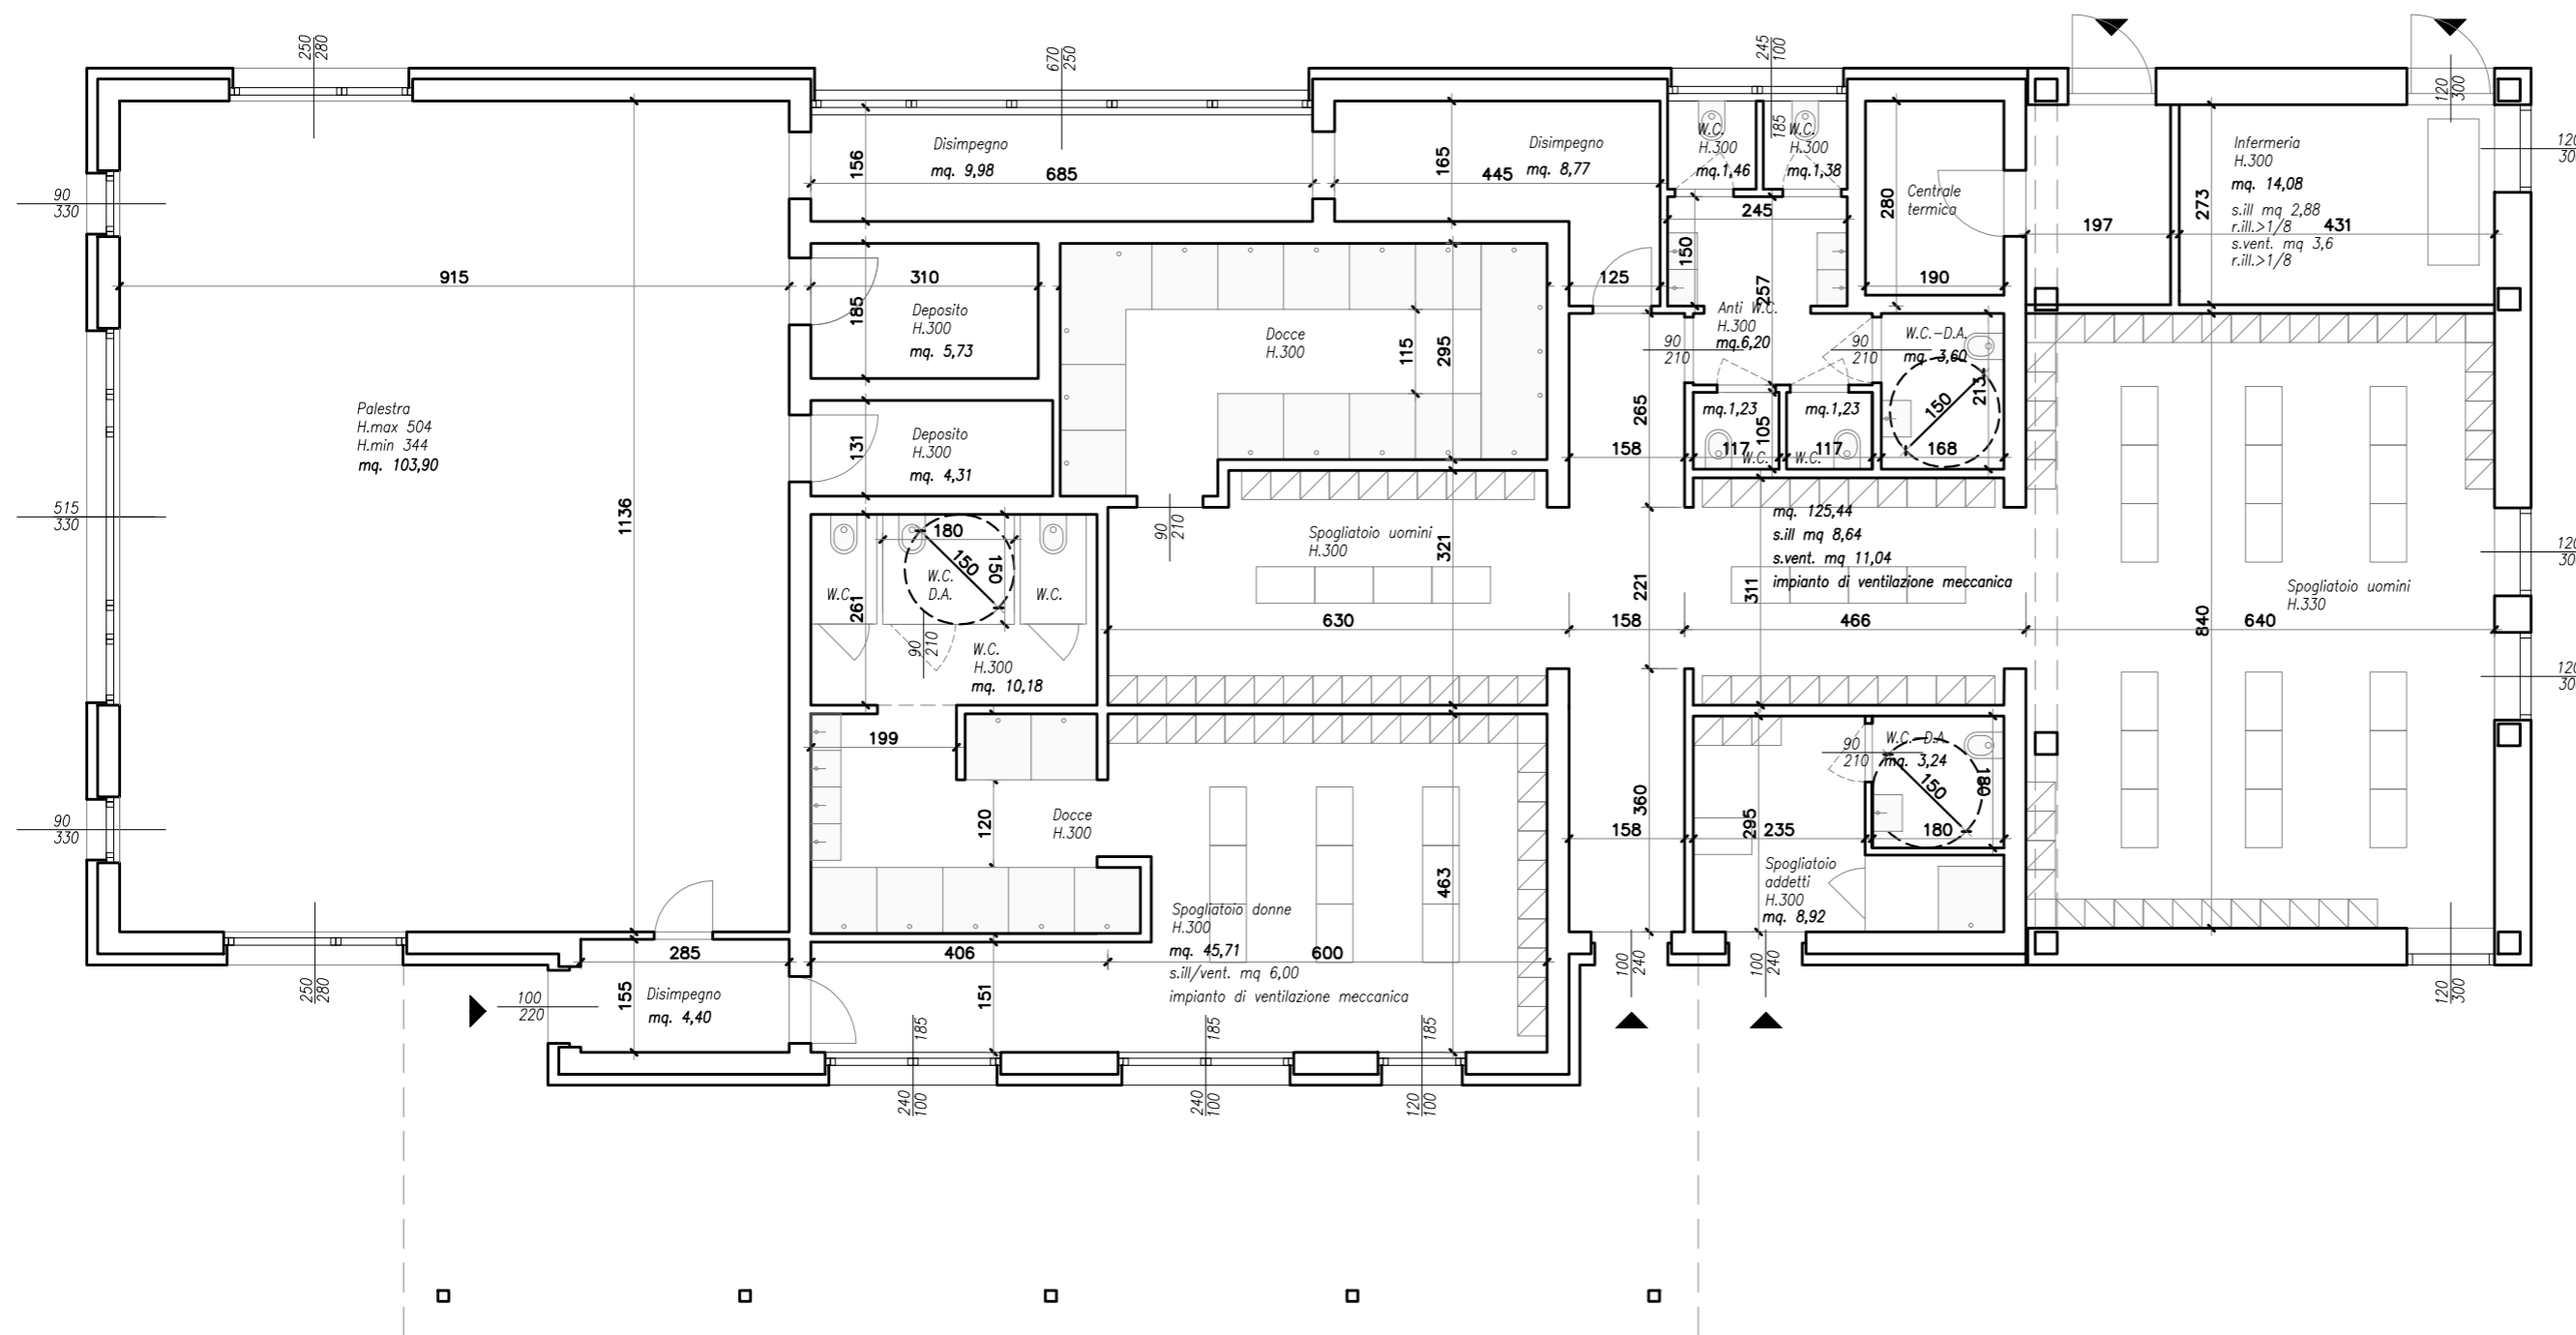 250
280
670
250
245
100
120
300
90
330
Disimpegno
mq. 9,98
685
156
Disimpegno
mq. 8,77
445
165
W.C.
H.300
mq.1,46
185
W.C.
H.300
mq.1,38
245
150
257
Centrale
termica
280
190
197
273
Infermeria
H.300
mq. 14,08
s.ill mq 2,88
r.ill.>1/8
s.vent. mq 3,6
r.ill.>1/8
431
915
310
185
Deposito
H.300
mq. 5,73
Docce
H.300
115
295
125
Anti W.C.
H.300
mq.6,20
90
210
90
210
W.C.-D.A.
mq. 3,60
213
150
168
Palestra
H.max 504
H.min 344
mq. 103,90
131
Deposito
H.300
mq. 4,31
265
158
mq.1,23
117
W.C.
105
mq.1,23
117
W.C.
515
330
1136
W.C.
180
150
150
W.C.
D.A.
W.C.
261
90
210
W.C.
H.300
mq. 10,18
90
210
Spogliatoio uomini
H.300
321
630
221
158
mq. 125,44
s.ill mq 8,64
s.vent. mq 11,04
impianto di ventilazione meccanica
311
466
840
640
Spogliatoio uomini
H.330
199
120
Docce
H.300
90
330
360
158
90
210
W.C.-D.A.
mq. 3,24
150
180
180
295
235
Spogliatoio
addetti
H.300
mq. 8,92
463
Spogliatoio donne
H.300
mq. 45,71
s.ill/vent. mq 6,00
impianto di ventilazione meccanica
285
406
600
250
280
100
220
155
Disimpegno
mq. 4,40
151
100
240
100
240
120
300
185
240
100
185
240
100
185
120
100